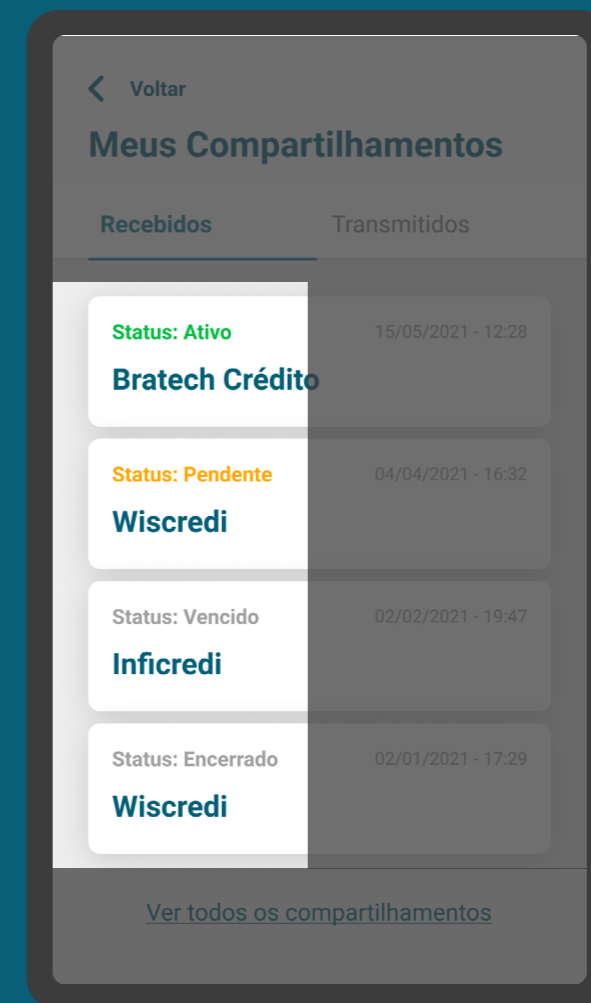 Voltar
Meus Compartilhamentos
Recebidos Transmitidos
Status: Ativo 15/05/2021 - 12:28
Bratech Crédito
Status: Pendente 04/04/2021 - 16:32
Wiscredi
Status: Vencido 02/02/2021 - 19:47
Inficredi
Status: Encerrado 02/01/2021 - 17:29
Wiscredi
Ver todos os compartilhamentos